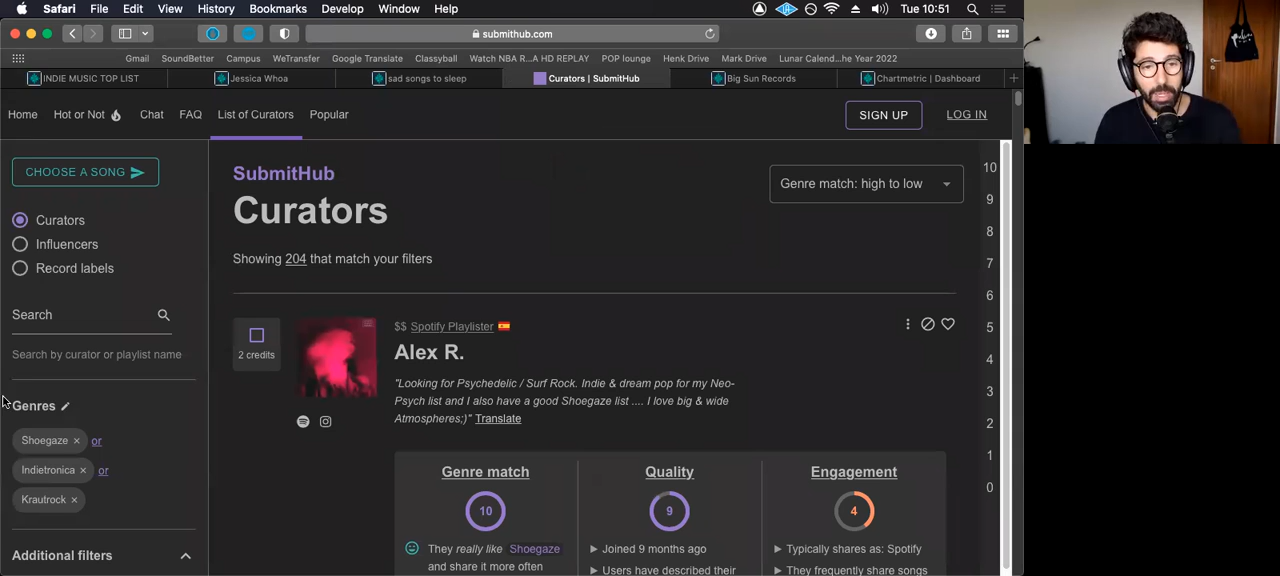 Safari File Edit View History Bookmarks Develop Window Help Tue 10:51
submithub.com
Gmail SoundBetter Campus WeTransfer Google Translate Classyball Watch NBA R...A HD REPLAY POP lounge Henk Drive Mark Drive Lunar Calend...he Year 2022
INDIE MUSIC TOP LIST Jessica Whoa sad songs to sleep Curators | SubmitHub Big Sun Records Chartmetric | Dashboard
Home Hot or Not Chat FAQ List of Curators Popular SIGN UP LOG IN
CHOOSE A SONG
Curators
Influencers
Record labels
Search
Search by curator or playlist name
Genres
Shoegaze × or
Indietronica × or
Krautrock ×
Additional filters
SubmitHub
Curators
Genre match: high to low
Showing 204 that match your filters
2 credits
$$ Spotify Playlister
Alex R.
"Looking for Psychedelic / Surf Rock. Indie & dream pop for my Neo-
Psych list and I also have a good Shoegaze list .... I love big & wide
Atmospheres;)" Translate
Genre match Quality Engagement
10 9 4
They really like Shoegaze
and share it more often
Joined 9 months ago
Users have described their
Typically shares as: Spotify
They frequently share songs
10
9
8
7
6
5
4
3
2
1
0